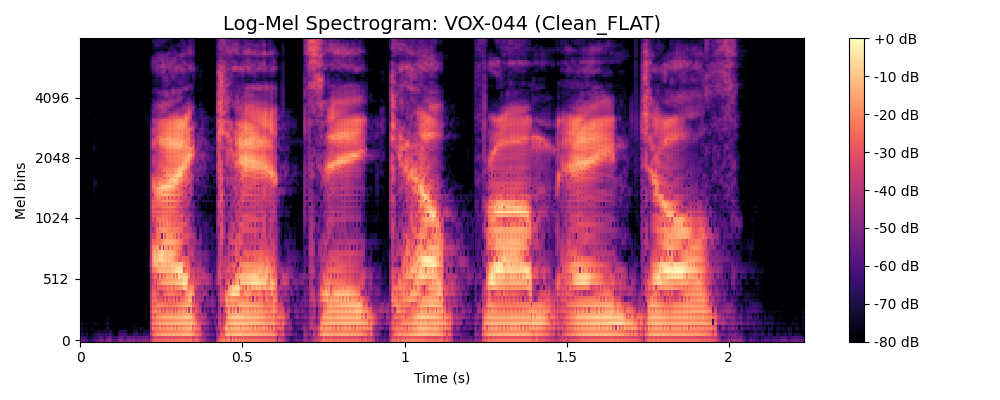 Log-Mel Spectrogram: VOX-044 (Clean_FLAT)
Mel bins
4096
2048
1024
512
0
0
0.5
1
1.5
2
Time (s)
+0 dB
-10 dB
-20 dB
-30 dB
-40 dB
-50 dB
-60 dB
-70 dB
-80 dB